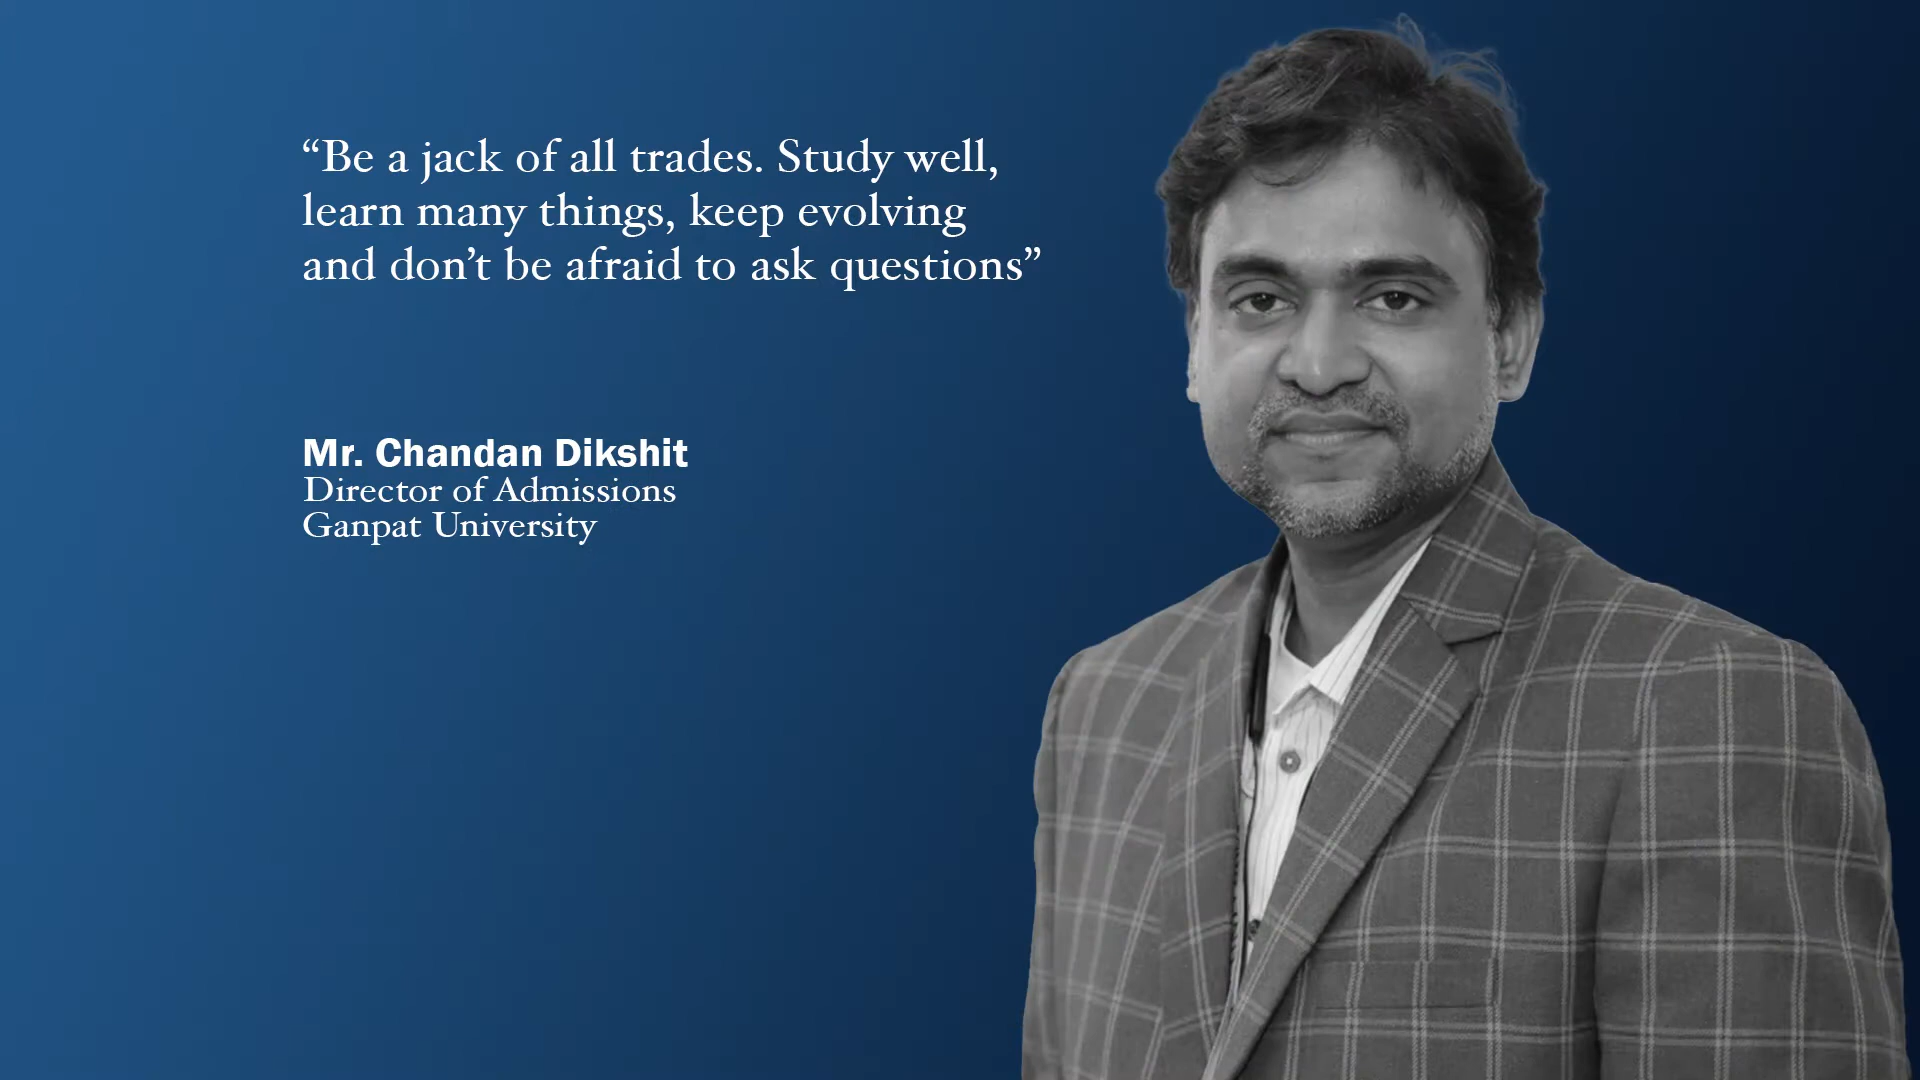 “Be a jack of all trades. Study well,
learn many things, keep evolving
and don’t be afraid to ask questions”
Mr. Chandan Dikshit
Director of Admissions
Ganpat University